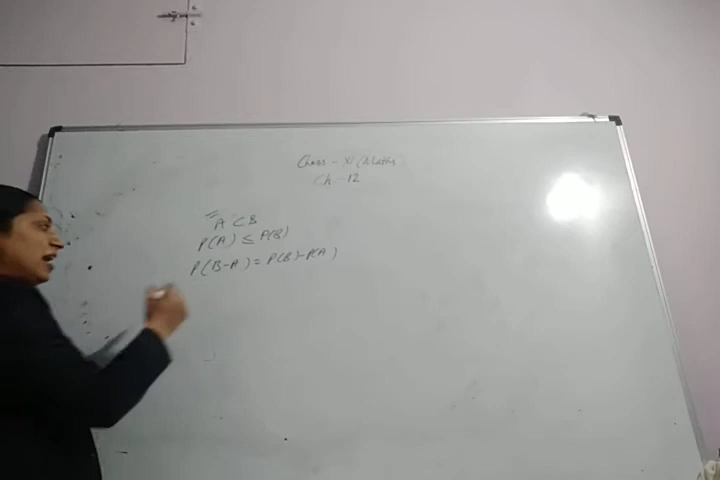 Class - XI (Maths)
Ch - 12
A ⊂ B
P(A) ≤ P(B)
P(B-A) = P(B) - P(A)